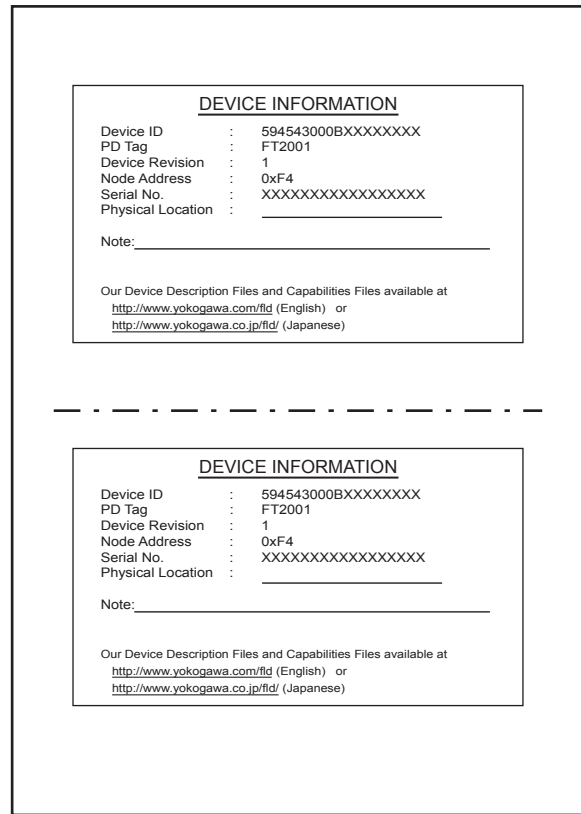 DEVICE INFORMATION
Device ID : 594543000BXXXXXXXX
PD Tag : FT2001
Device Revision : 1
Node Address : 0xF4
Serial No. : XXXXXXXXXXXXXXXXX
Physical Location :
Note:
Our Device Description Files and Capabilities Files available at
http://www.yokogawa.com/fld (English) or
http://www.yokogawa.co.jp/fld/ (Japanese)
DEVICE INFORMATION
Device ID : 594543000BXXXXXXXX
PD Tag : FT2001
Device Revision : 1
Node Address : 0xF4
Serial No. : XXXXXXXXXXXXXXXXX
Physical Location :
Note:
Our Device Description Files and Capabilities Files available at
http://www.yokogawa.com/fld (English) or
http://www.yokogawa.co.jp/fld/ (Japanese)